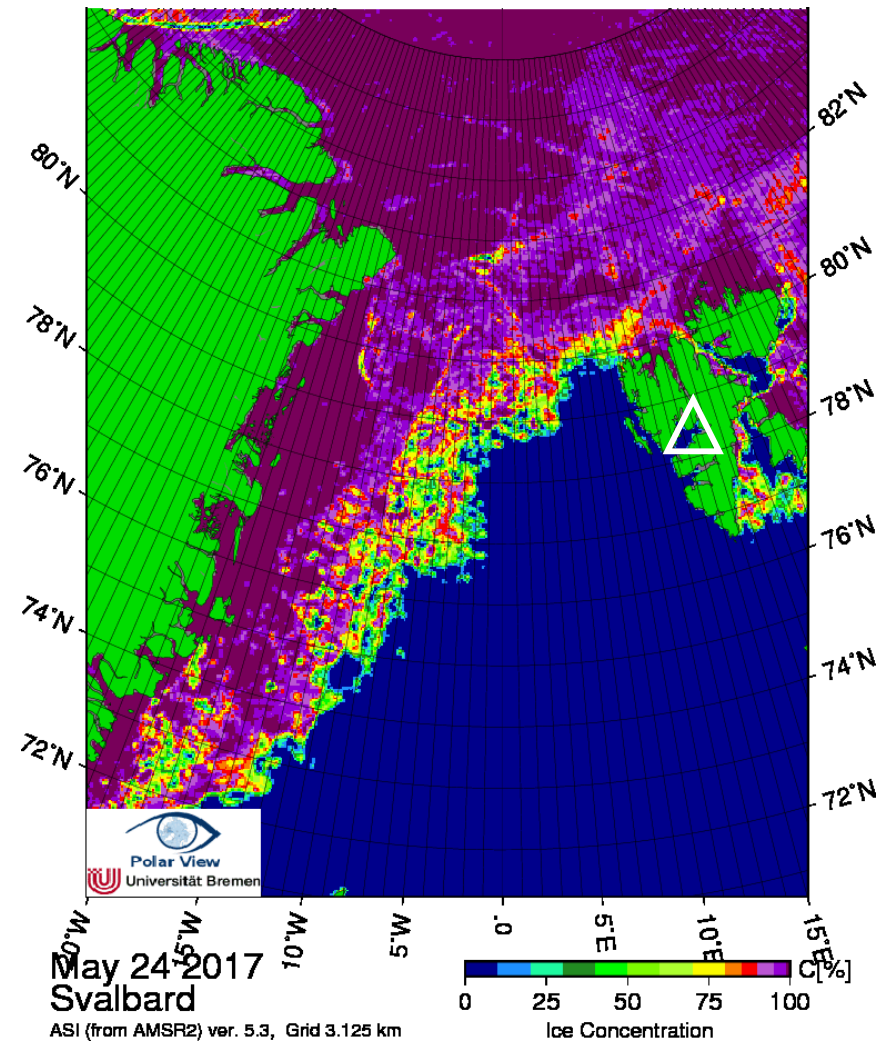 82°N
80°N
80°N
78°N
78°N
76°N
76°N
74°N
74°N
72°N
72°N
Polar View
Universität Bremen
20°W
15°W
10°W
5°W
0°
5°E
10°E
15°E
May 24 2017
Svalbard
ASI (from AMSR2) ver. 5.3, Grid 3.125 km
C[%]
0 25 50 75 100
Ice Concentration